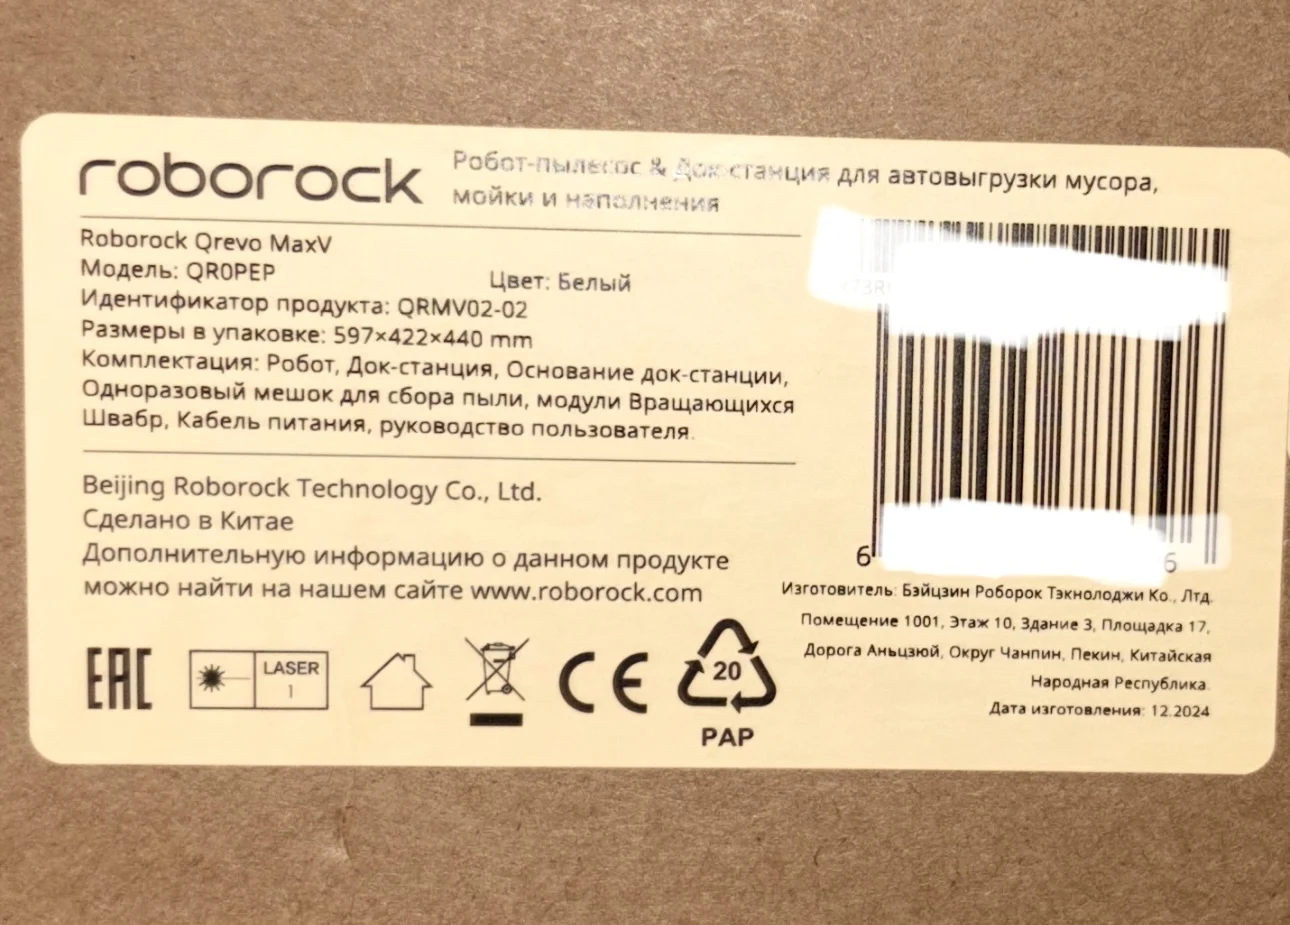 roborock
Робот-пылесос & Док-станция для автовыгрузки мусора,
мойки и наполнения
Roborock Qrevo MaxV
Модель: QR0PEP
Цвет: Белый
Идентификатор продукта: QRMV02-02
Размеры в упаковке: 597×422×440 mm
Комплектация: Робот, Док-станция, Основание док-станции,
Одноразовый мешок для сбора пыли, модули Вращающихся
Швабр, Кабель питания, руководство пользователя.
Beijing Roborock Technology Co., Ltd.
Сделано в Китае
Дополнительную информацию о данном продукте
можно найти на нашем сайте www.roborock.com
6
6
Изготовитель: Бэйцзин Роборок Тэкнолоджи Ко., Лтд.
Помещение 1001, Этаж 10, Здание 3, Площадка 17,
Дорога Аньцзюй, Округ Чанпин, Пекин, Китайская
Народная Республика.
Дата изготовления: 12.2024
EAC
LASER
1
CE
20
PAP